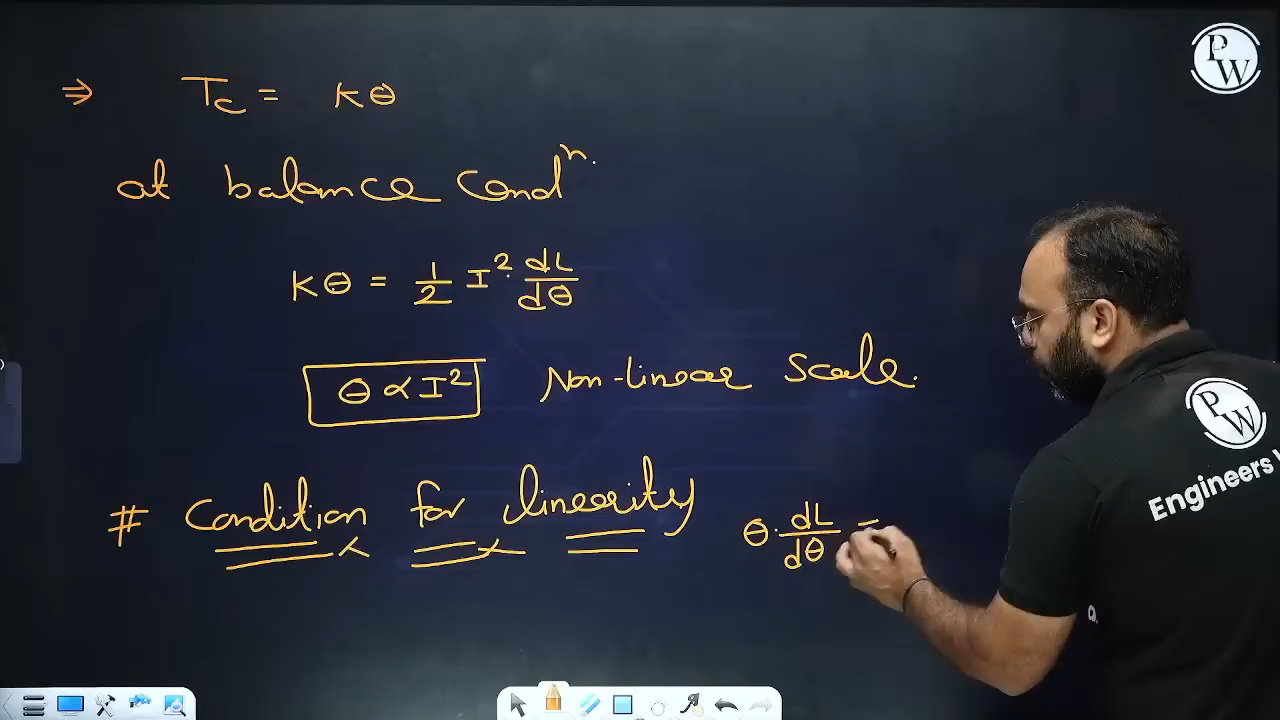 PW
⇒ Tc = Kθ
at balance condⁿ.
Kθ = 1/2 I² dL/dθ
θ ∝ I² Non-linear Scale.
# Condition for linearity θ. dL/dθ =
PW
Engineers